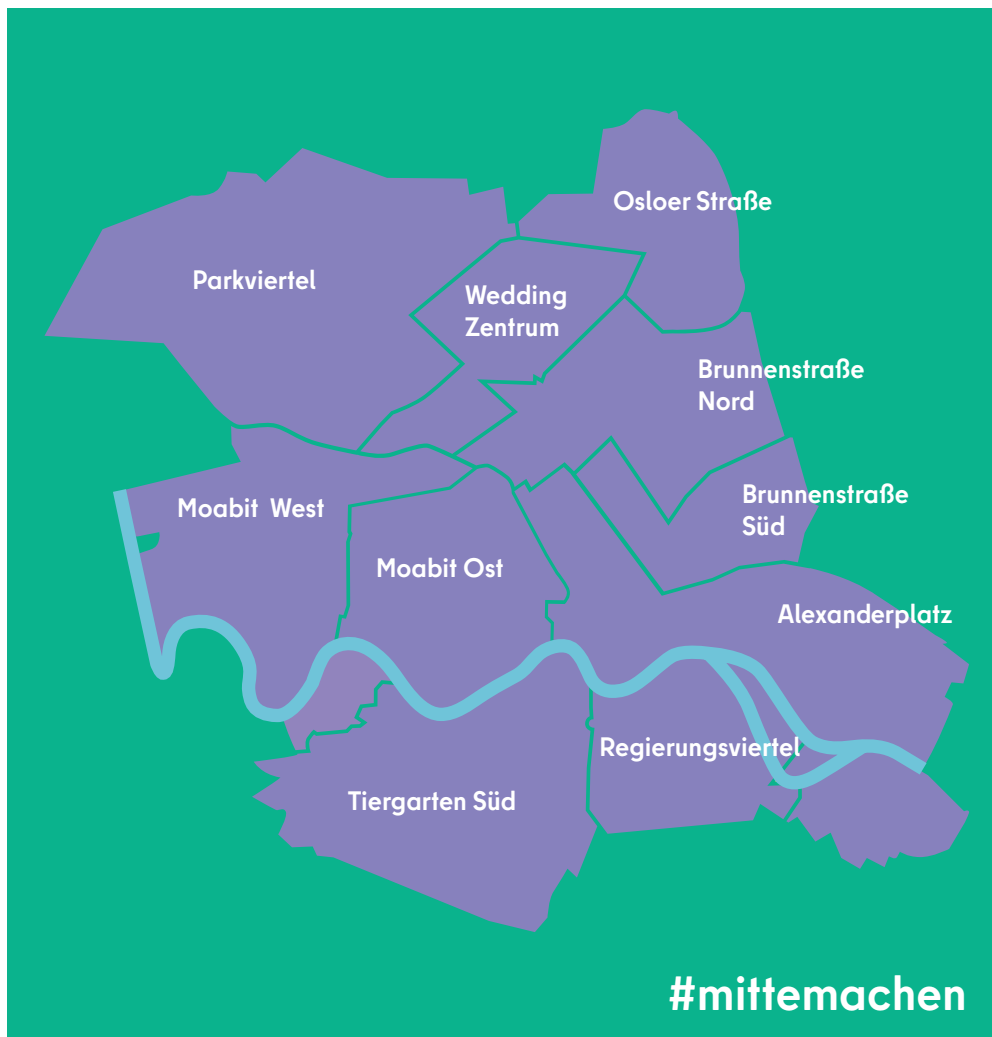 Osloer Straße
Parkviertel
Wedding
Zentrum
Brunnenstraße
Nord
Brunnenstraße
Süd
Moabit West
Moabit Ost
Alexanderplatz
Regierungsviertel
Tiergarten Süd
#mittemachen